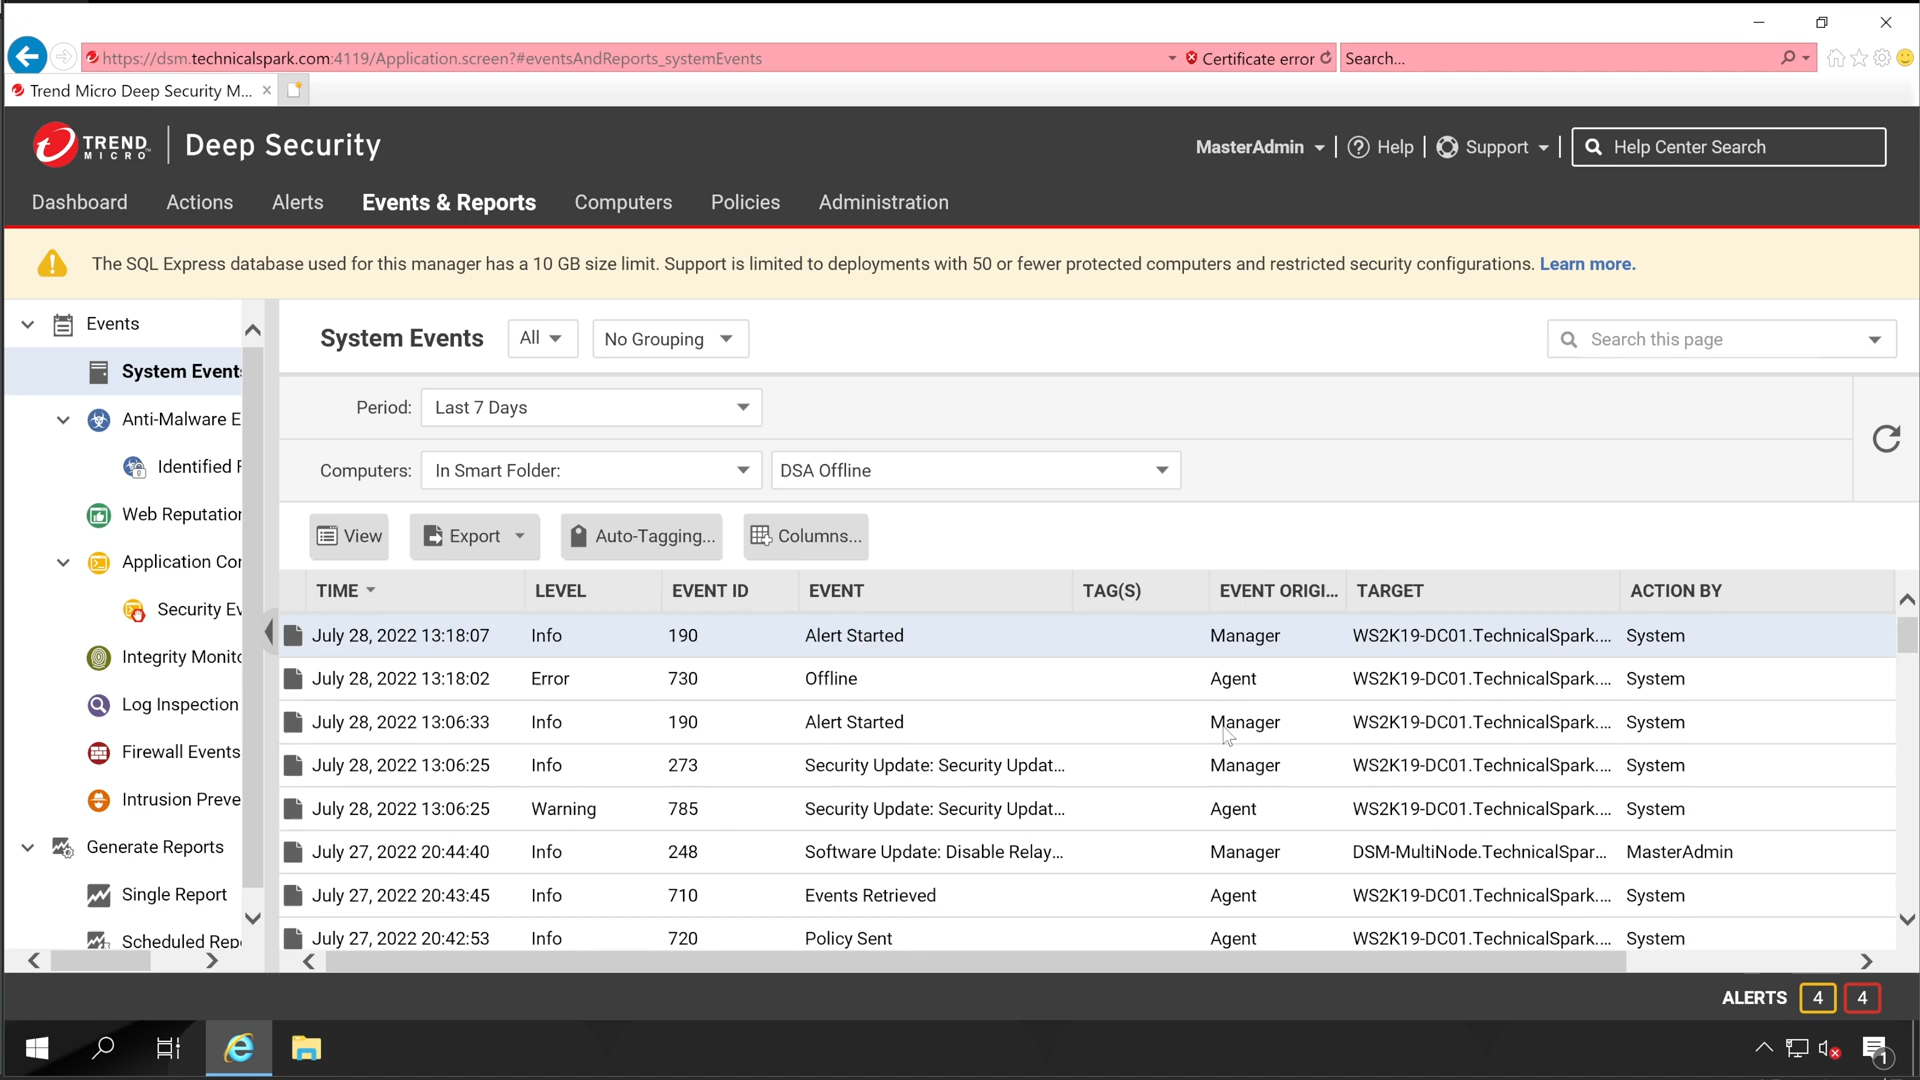 https://dsm.technicalspark.com:4119/Application.screen?#eventsAndReports_systemEvents
Certificate error
Search...
Trend Micro Deep Security M...
TREND MICRO
Deep Security
MasterAdmin
Help
Support
Help Center Search
Dashboard
Actions
Alerts
Events & Reports
Computers
Policies
Administration
The SQL Express database used for this manager has a 10 GB size limit. Support is limited to deployments with 50 or fewer protected computers and restricted security configurations. Learn more.
Events
System Events
Anti-Malware E
Identified F
Web Reputation
Application Con
Security Ev
Integrity Monito
Log Inspection
Firewall Events
Intrusion Preve
Generate Reports
Single Report
Scheduled Repo
System Events
All
No Grouping
Search this page
Period:
Last 7 Days
Computers:
In Smart Folder:
DSA Offline
View
Export
Auto-Tagging...
Columns...
TIME LEVEL EVENT ID EVENT TAG(S) EVENT ORIGI... TARGET ACTION BY
July 28, 2022 13:18:07 Info 190 Alert Started Manager WS2K19-DC01.TechnicalSpark.... System
July 28, 2022 13:18:02 Error 730 Offline Agent WS2K19-DC01.TechnicalSpark.... System
July 28, 2022 13:06:33 Info 190 Alert Started Manager WS2K19-DC01.TechnicalSpark.... System
July 28, 2022 13:06:25 Info 273 Security Update: Security Updat... Manager WS2K19-DC01.TechnicalSpark.... System
July 28, 2022 13:06:25 Warning 785 Security Update: Security Updat... Agent WS2K19-DC01.TechnicalSpark.... System
July 27, 2022 20:44:40 Info 248 Software Update: Disable Relay... Manager DSM-MultiNode.TechnicalSpar... MasterAdmin
July 27, 2022 20:43:45 Info 710 Events Retrieved Agent WS2K19-DC01.TechnicalSpark.... System
July 27, 2022 20:42:53 Info 720 Policy Sent Agent WS2K19-DC01.TechnicalSpark.... System
ALERTS 4 4
1